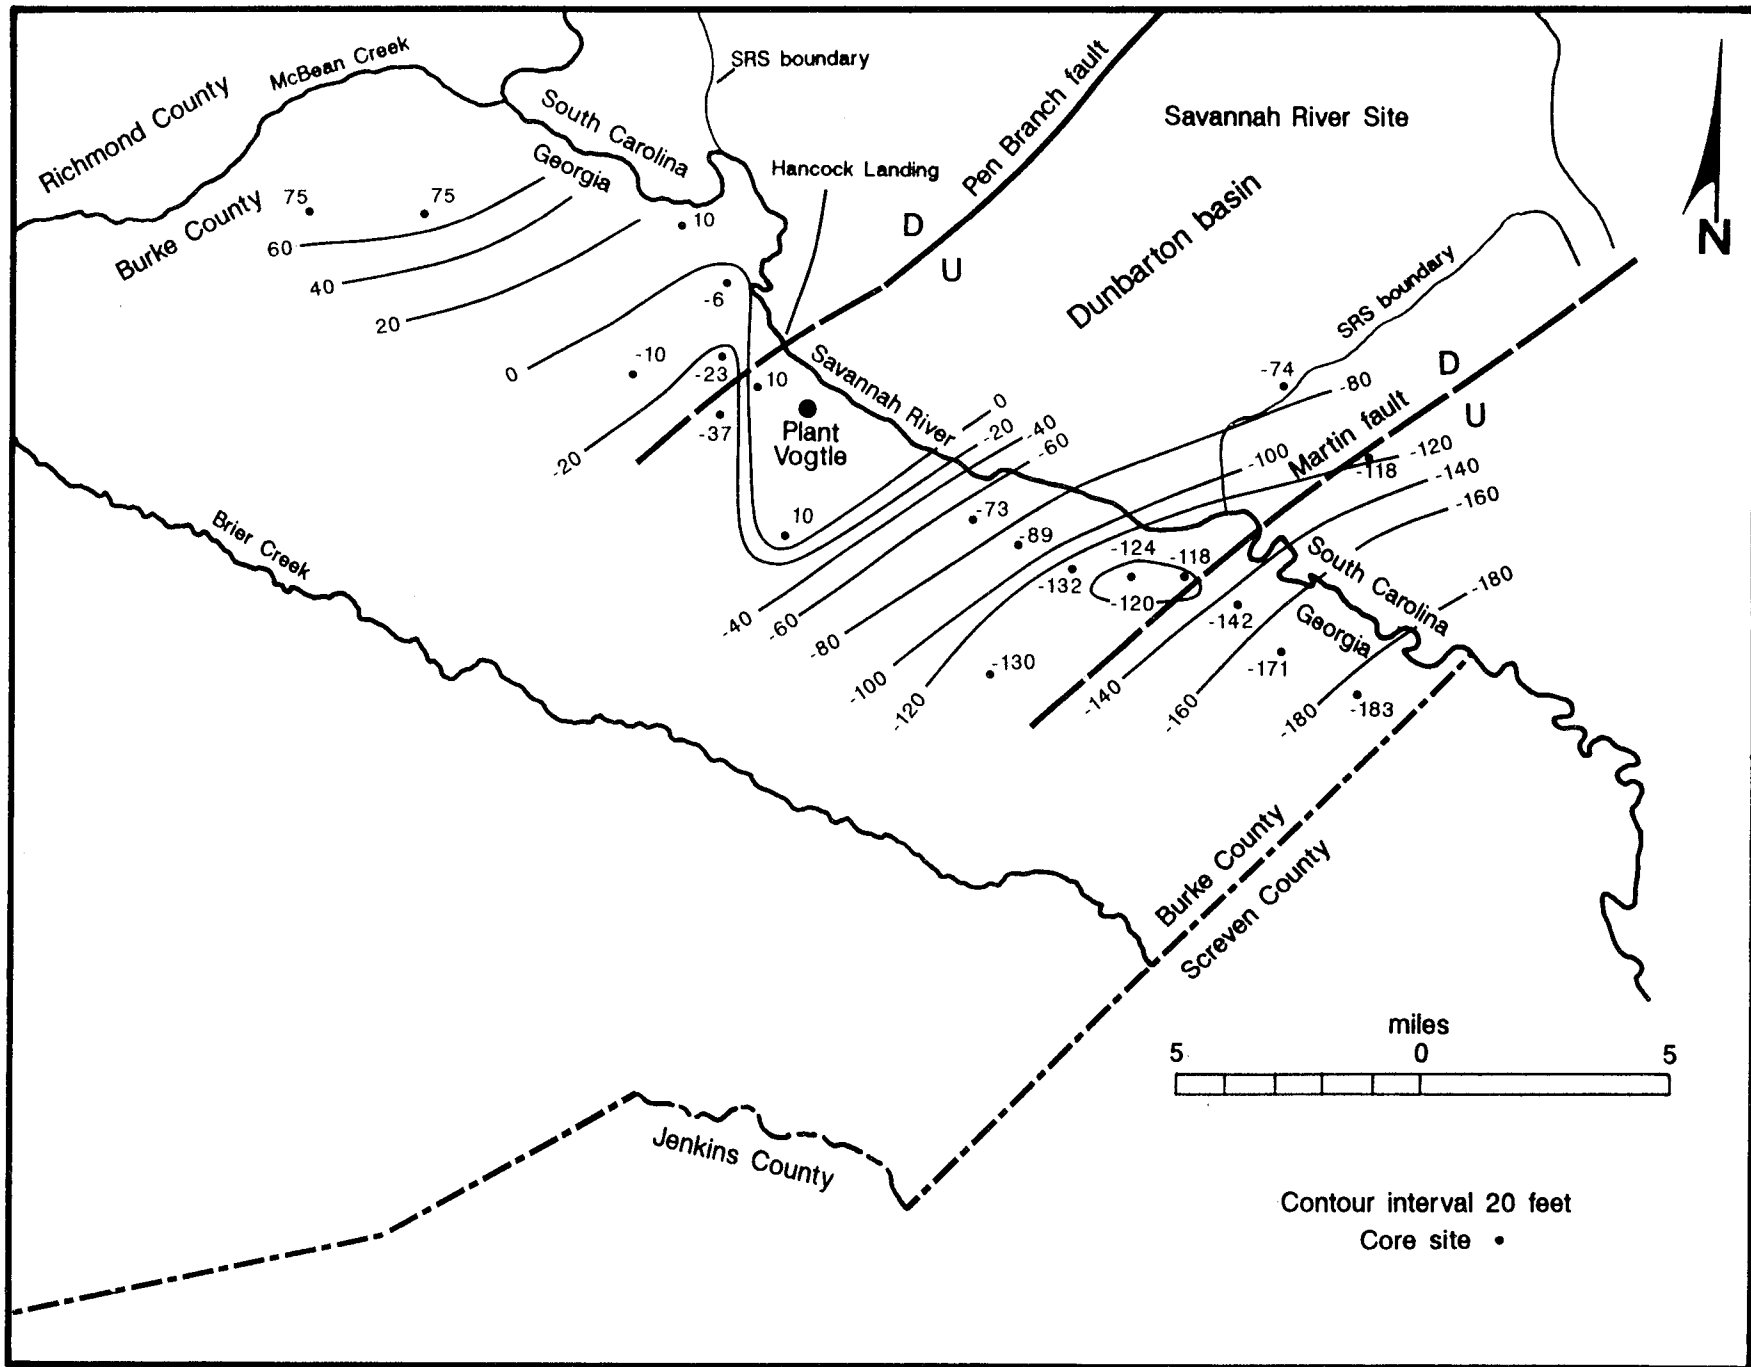 McBean Creek
Richmond County
SRS boundary
South Carolina
Georgia
Hancock Landing
Pen Branch fault
Savannah River Site
N
Burke County
75
75
60
40
20
0
10
-6
-10
-23
-20
-37
10
D
U
Dunbarton basin
SRS boundary
Savannah River
Plant
Vogtle
10
0
-20
-40
-60
-74
-80
-100
Martin fault
D
U
-118
-120
-140
-160
-180
Brier Creek
-73
-89
-132
-124
-118
-120
-130
-142
-171
-183
South Carolina
Georgia
-40
-60
-80
-100
-120
-140
-160
-180
Burke County
Screven County
Jenkins County
miles
5 0 5
Contour interval 20 feet
Core site